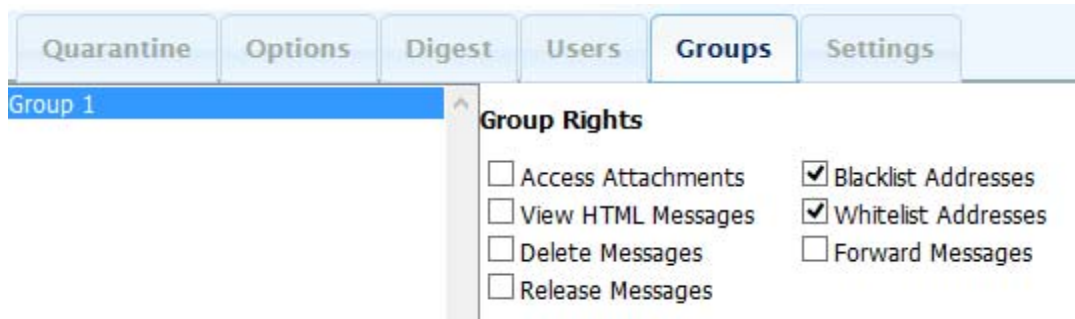 Quarantine Options Digest Users Groups Settings
Group 1
Group Rights
Access Attachments Blacklist Addresses
View HTML Messages Whitelist Addresses
Delete Messages Forward Messages
Release Messages